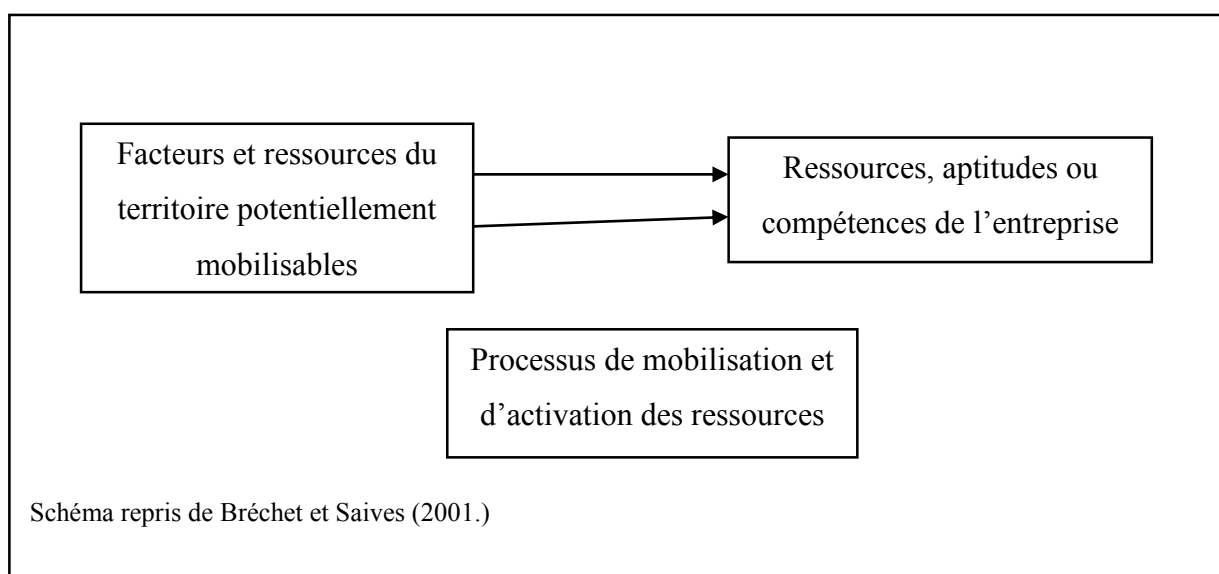 Facteurs et ressources du
territoire potentiellement
mobilisables
Ressources, aptitudes ou
compétences de l’entreprise
Processus de mobilisation et
d’activation des ressources
Schéma repris de Bréchet et Saives (2001.)